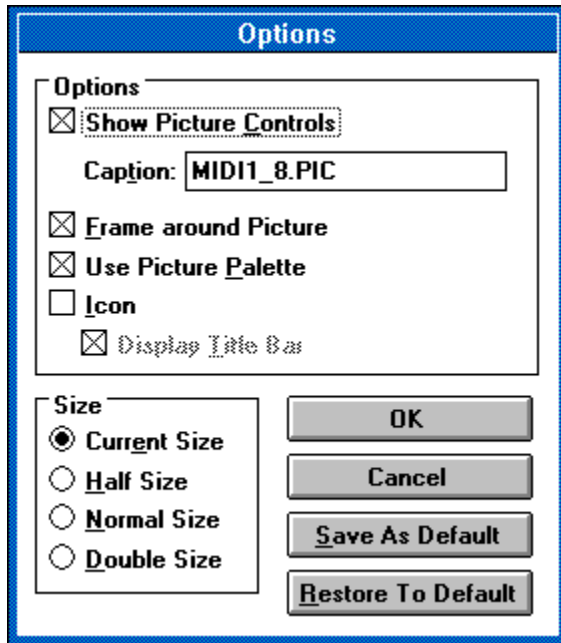 Options
Options
Show Picture Controls
Caption: MIDI1_8.PIC
Frame around Picture
Use Picture Palette
Icon
Display Title Bar
Size
Current Size
Half Size
Normal Size
Double Size
OK
Cancel
Save As Default
Restore To Default